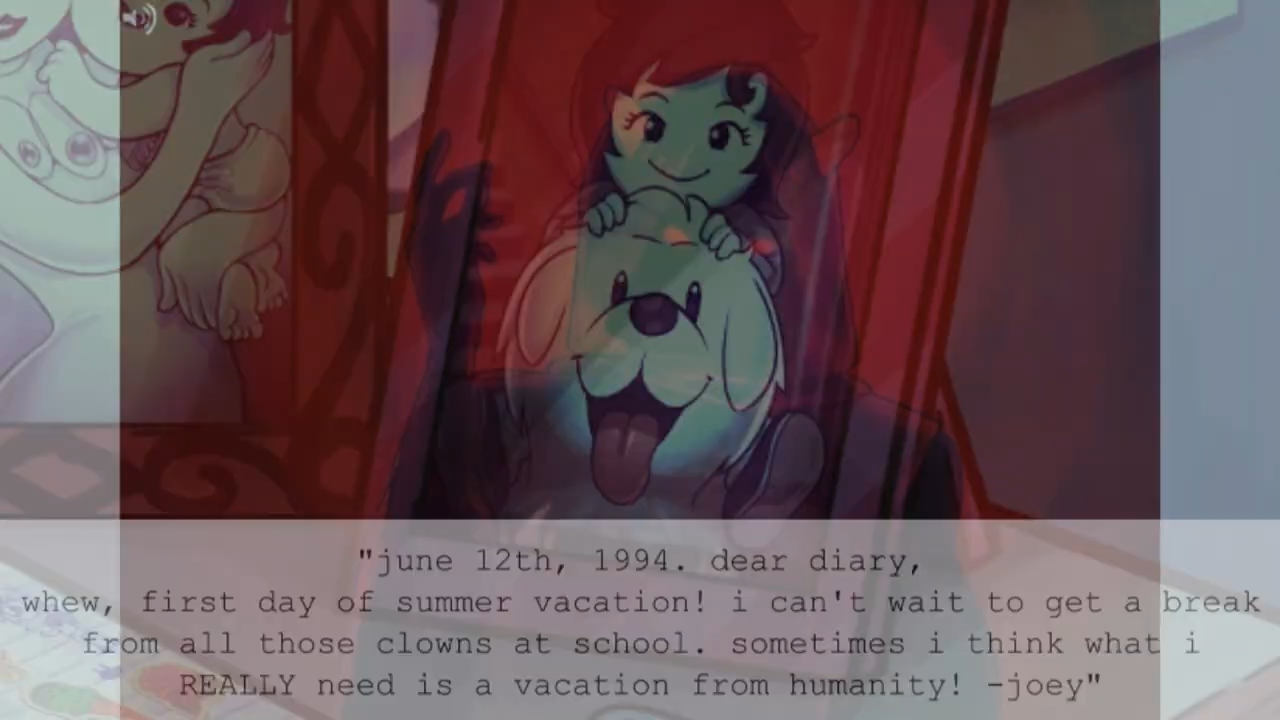 "june 12th, 1994. dear diary,
whew, first day of summer vacation! i can't wait to get a break
from all those clowns at school. sometimes i think what i
REALLY need is a vacation from humanity! -joey"